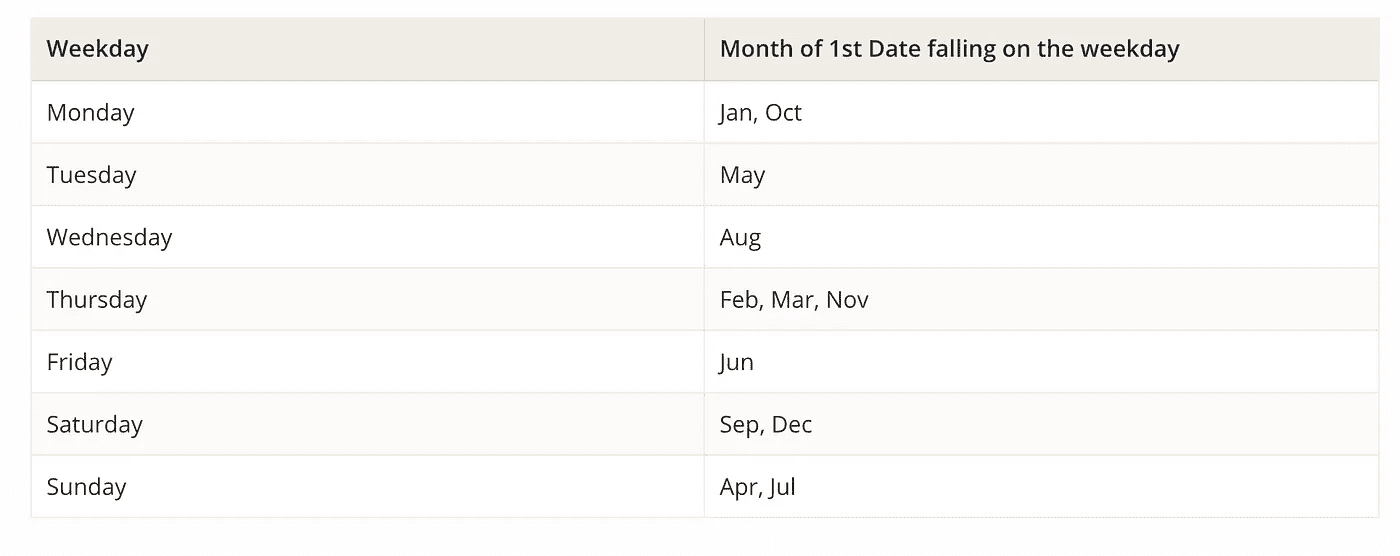 Weekday Month of 1st Date falling on the weekday
Monday Jan, Oct
Tuesday May
Wednesday Aug
Thursday Feb, Mar, Nov
Friday Jun
Saturday Sep, Dec
Sunday Apr, Jul